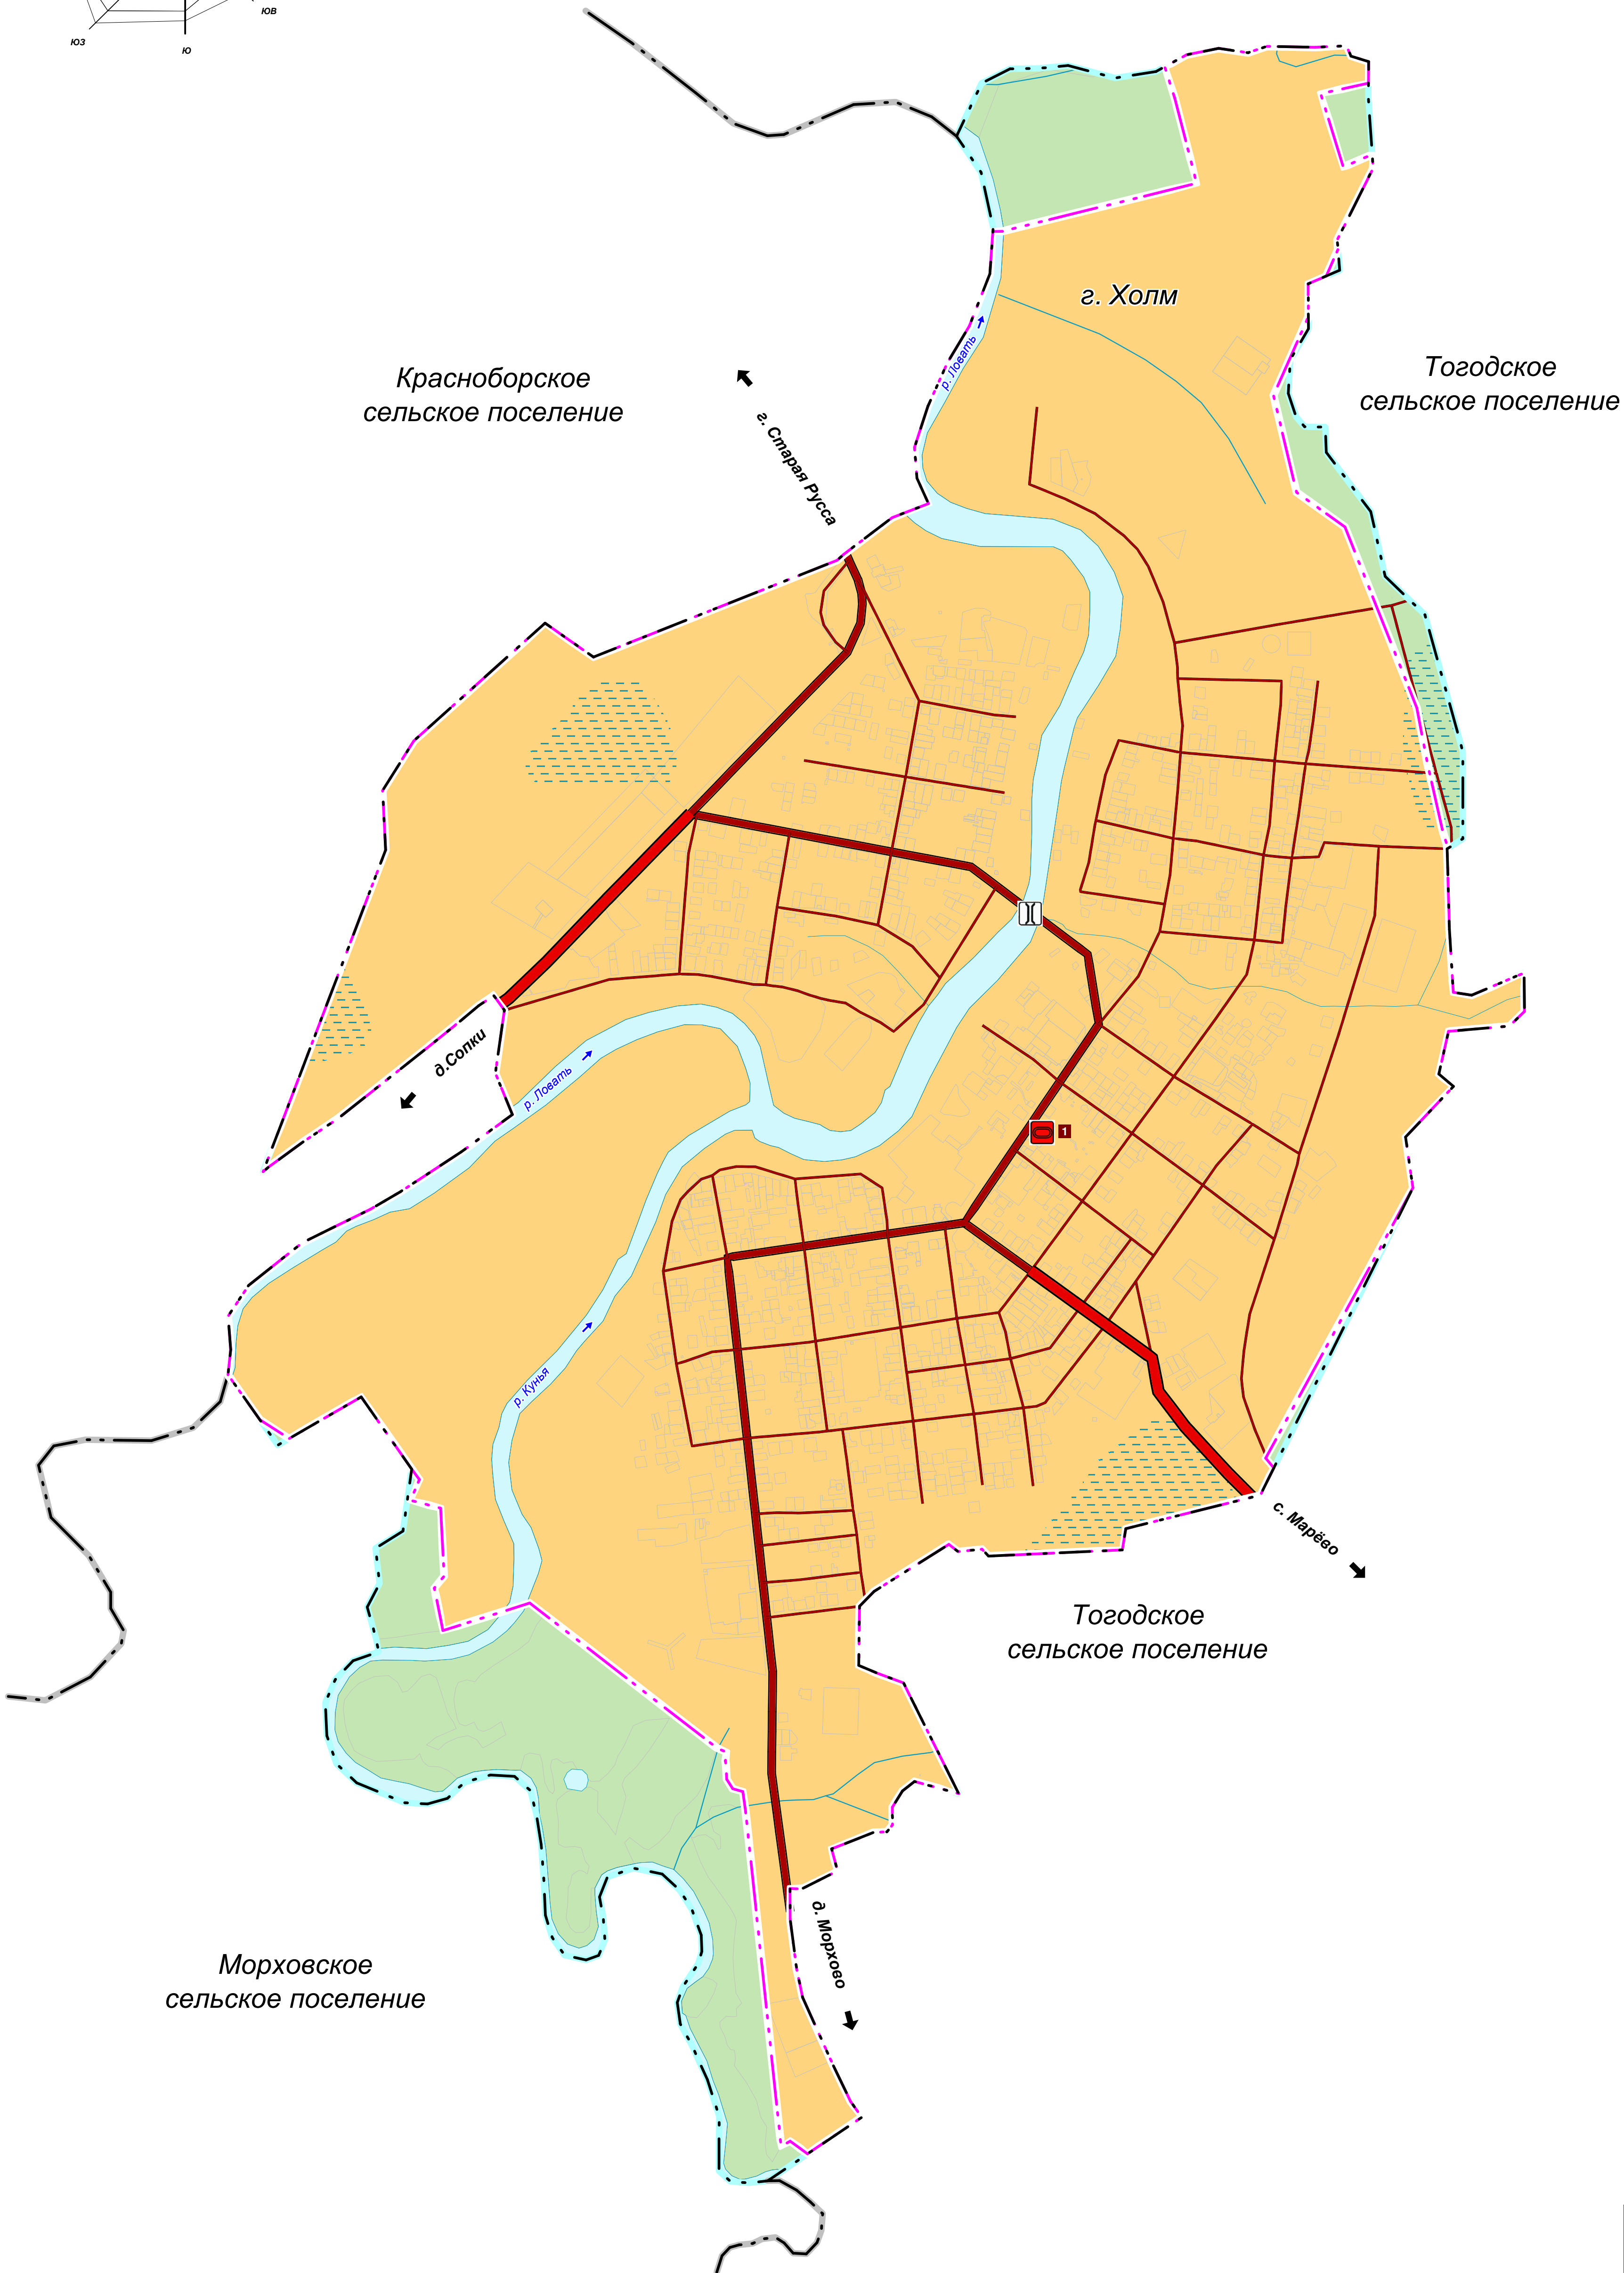 ЮВ
ЮЗ
Ю
г. Холм
р. Ловать
Красноборское
сельское поселение
Тогодское
сельское поселение
г. Старая Русса
д.Сопки
р. Ловать
1
р. Кунья
с. Марёво
Тогодское
сельское поселение
д. Морхово
Морховское
сельское поселение